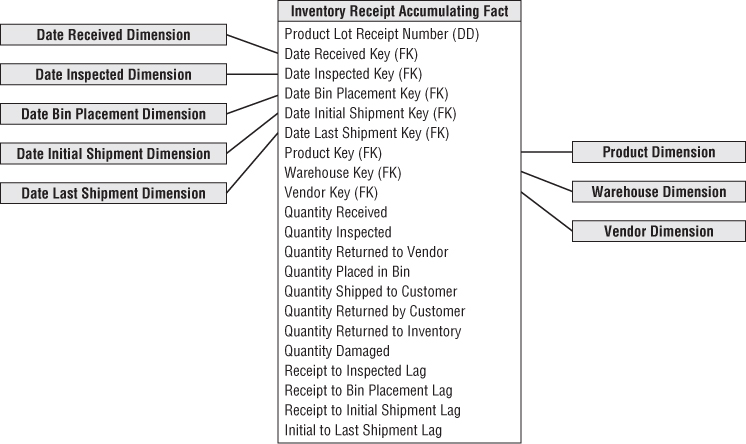 Date Received Dimension
Date Inspected Dimension
Date Bin Placement Dimension
Date Initial Shipment Dimension
Date Last Shipment Dimension
Inventory Receipt Accumulating Fact
Product Lot Receipt Number (DD)
Date Received Key (FK)
Date Inspected Key (FK)
Date Bin Placement Key (FK)
Date Initial Shipment Key (FK)
Date Last Shipment Key (FK)
Product Key (FK)
Warehouse Key (FK)
Vendor Key (FK)
Quantity Received
Quantity Inspected
Quantity Returned to Vendor
Quantity Placed in Bin
Quantity Shipped to Customer
Quantity Returned by Customer
Quantity Returned to Inventory
Quantity Damaged
Receipt to Inspected Lag
Receipt to Bin Placement Lag
Receipt to Initial Shipment Lag
Initial to Last Shipment Lag
Product Dimension
Warehouse Dimension
Vendor Dimension